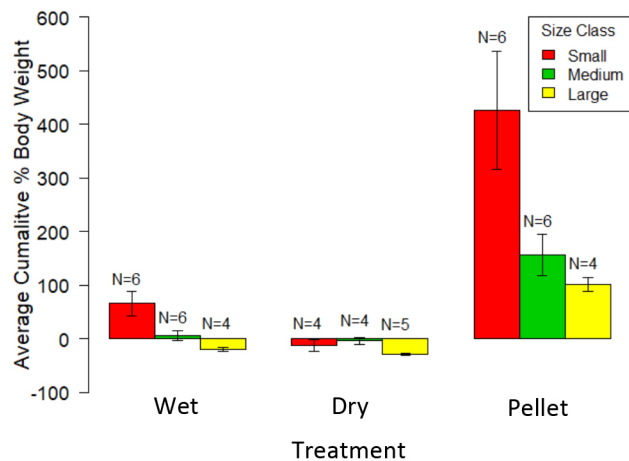 Average Cumalitve % Body Weight
600
500
400
300
200
100
0
-100
N=6
N=6
N=4
N=4
N=4
N=5
N=6
N=6
N=4
Size Class
Small
Medium
Large
Wet
Dry
Pellet
Treatment